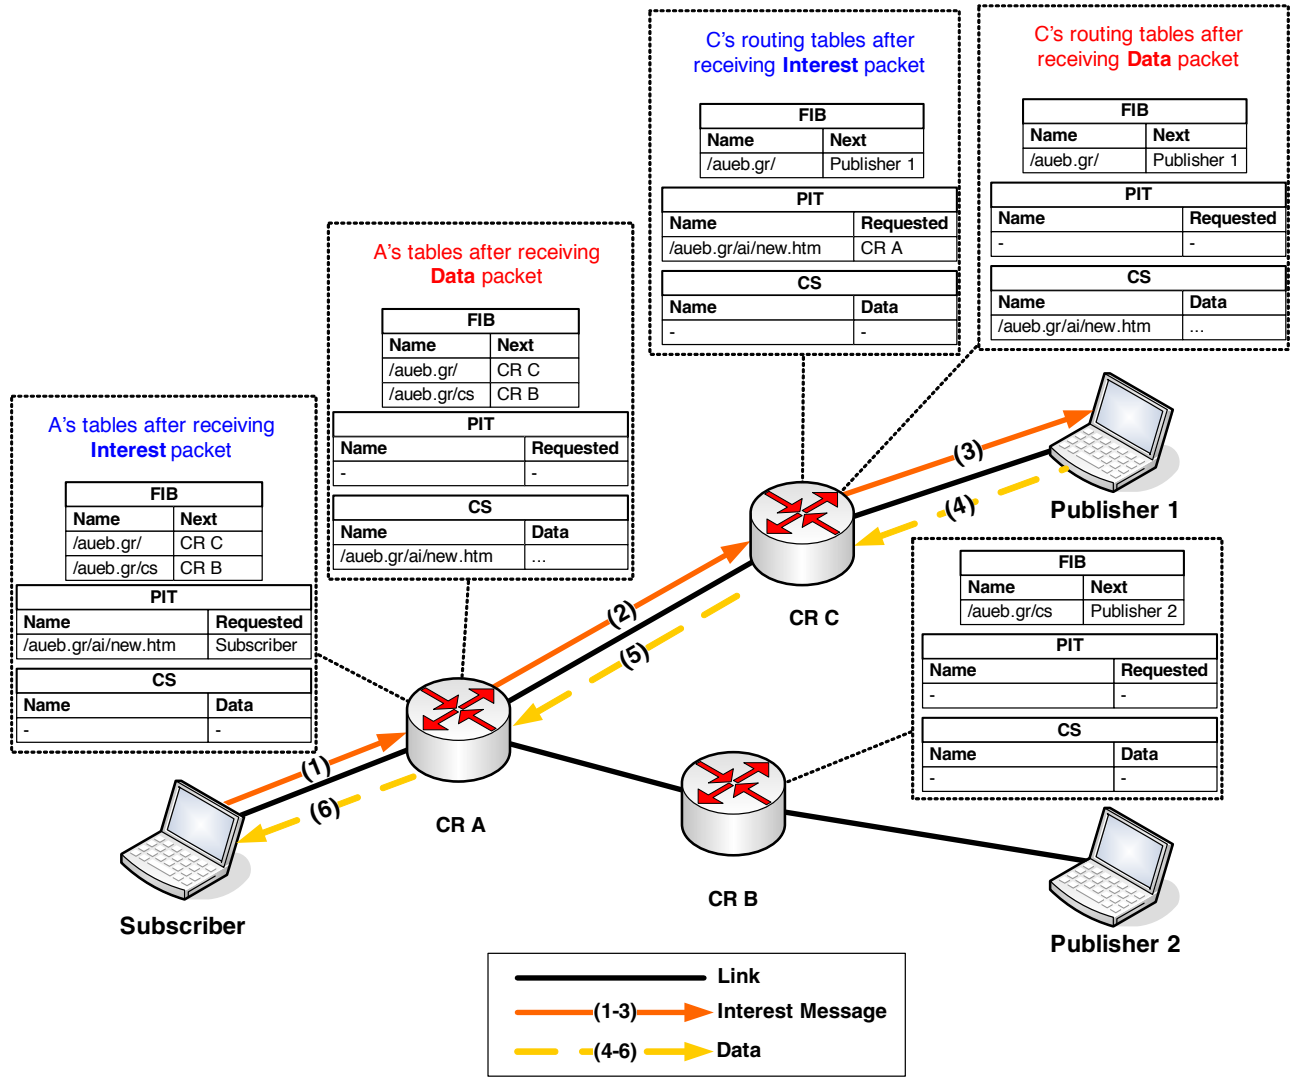 C's routing tables after
receiving Interest packet
FIB
Name Next
/aueb.gr/ Publisher 1
PIT
Name Requested
/aueb.gr/ai/new.htm CR A
CS
Name Data
- -
C's routing tables after
receiving Data packet
FIB
Name Next
/aueb.gr/ Publisher 1
PIT
Name Requested
- -
CS
Name Data
/aueb.gr/ai/new.htm ...
A's tables after receiving
Data packet
FIB
Name Next
/aueb.gr/ CR C
/aueb.gr/cs CR B
PIT
Name Requested
- -
CS
Name Data
/aueb.gr/ai/new.htm ...
A's tables after receiving
Interest packet
FIB
Name Next
/aueb.gr/ CR C
/aueb.gr/cs CR B
PIT
Name Requested
/aueb.gr/ai/new.htm Subscriber
CS
Name Data
- -
(3)
(4)
Publisher 1
CR C
(2)
(5)
FIB
Name Next
/aueb.gr/cs Publisher 2
PIT
Name Requested
- -
CS
Name Data
- -
(1)
(6)
CR A
CR B
Subscriber
Publisher 2
Link
(1-3) Interest Message
(4-6) Data